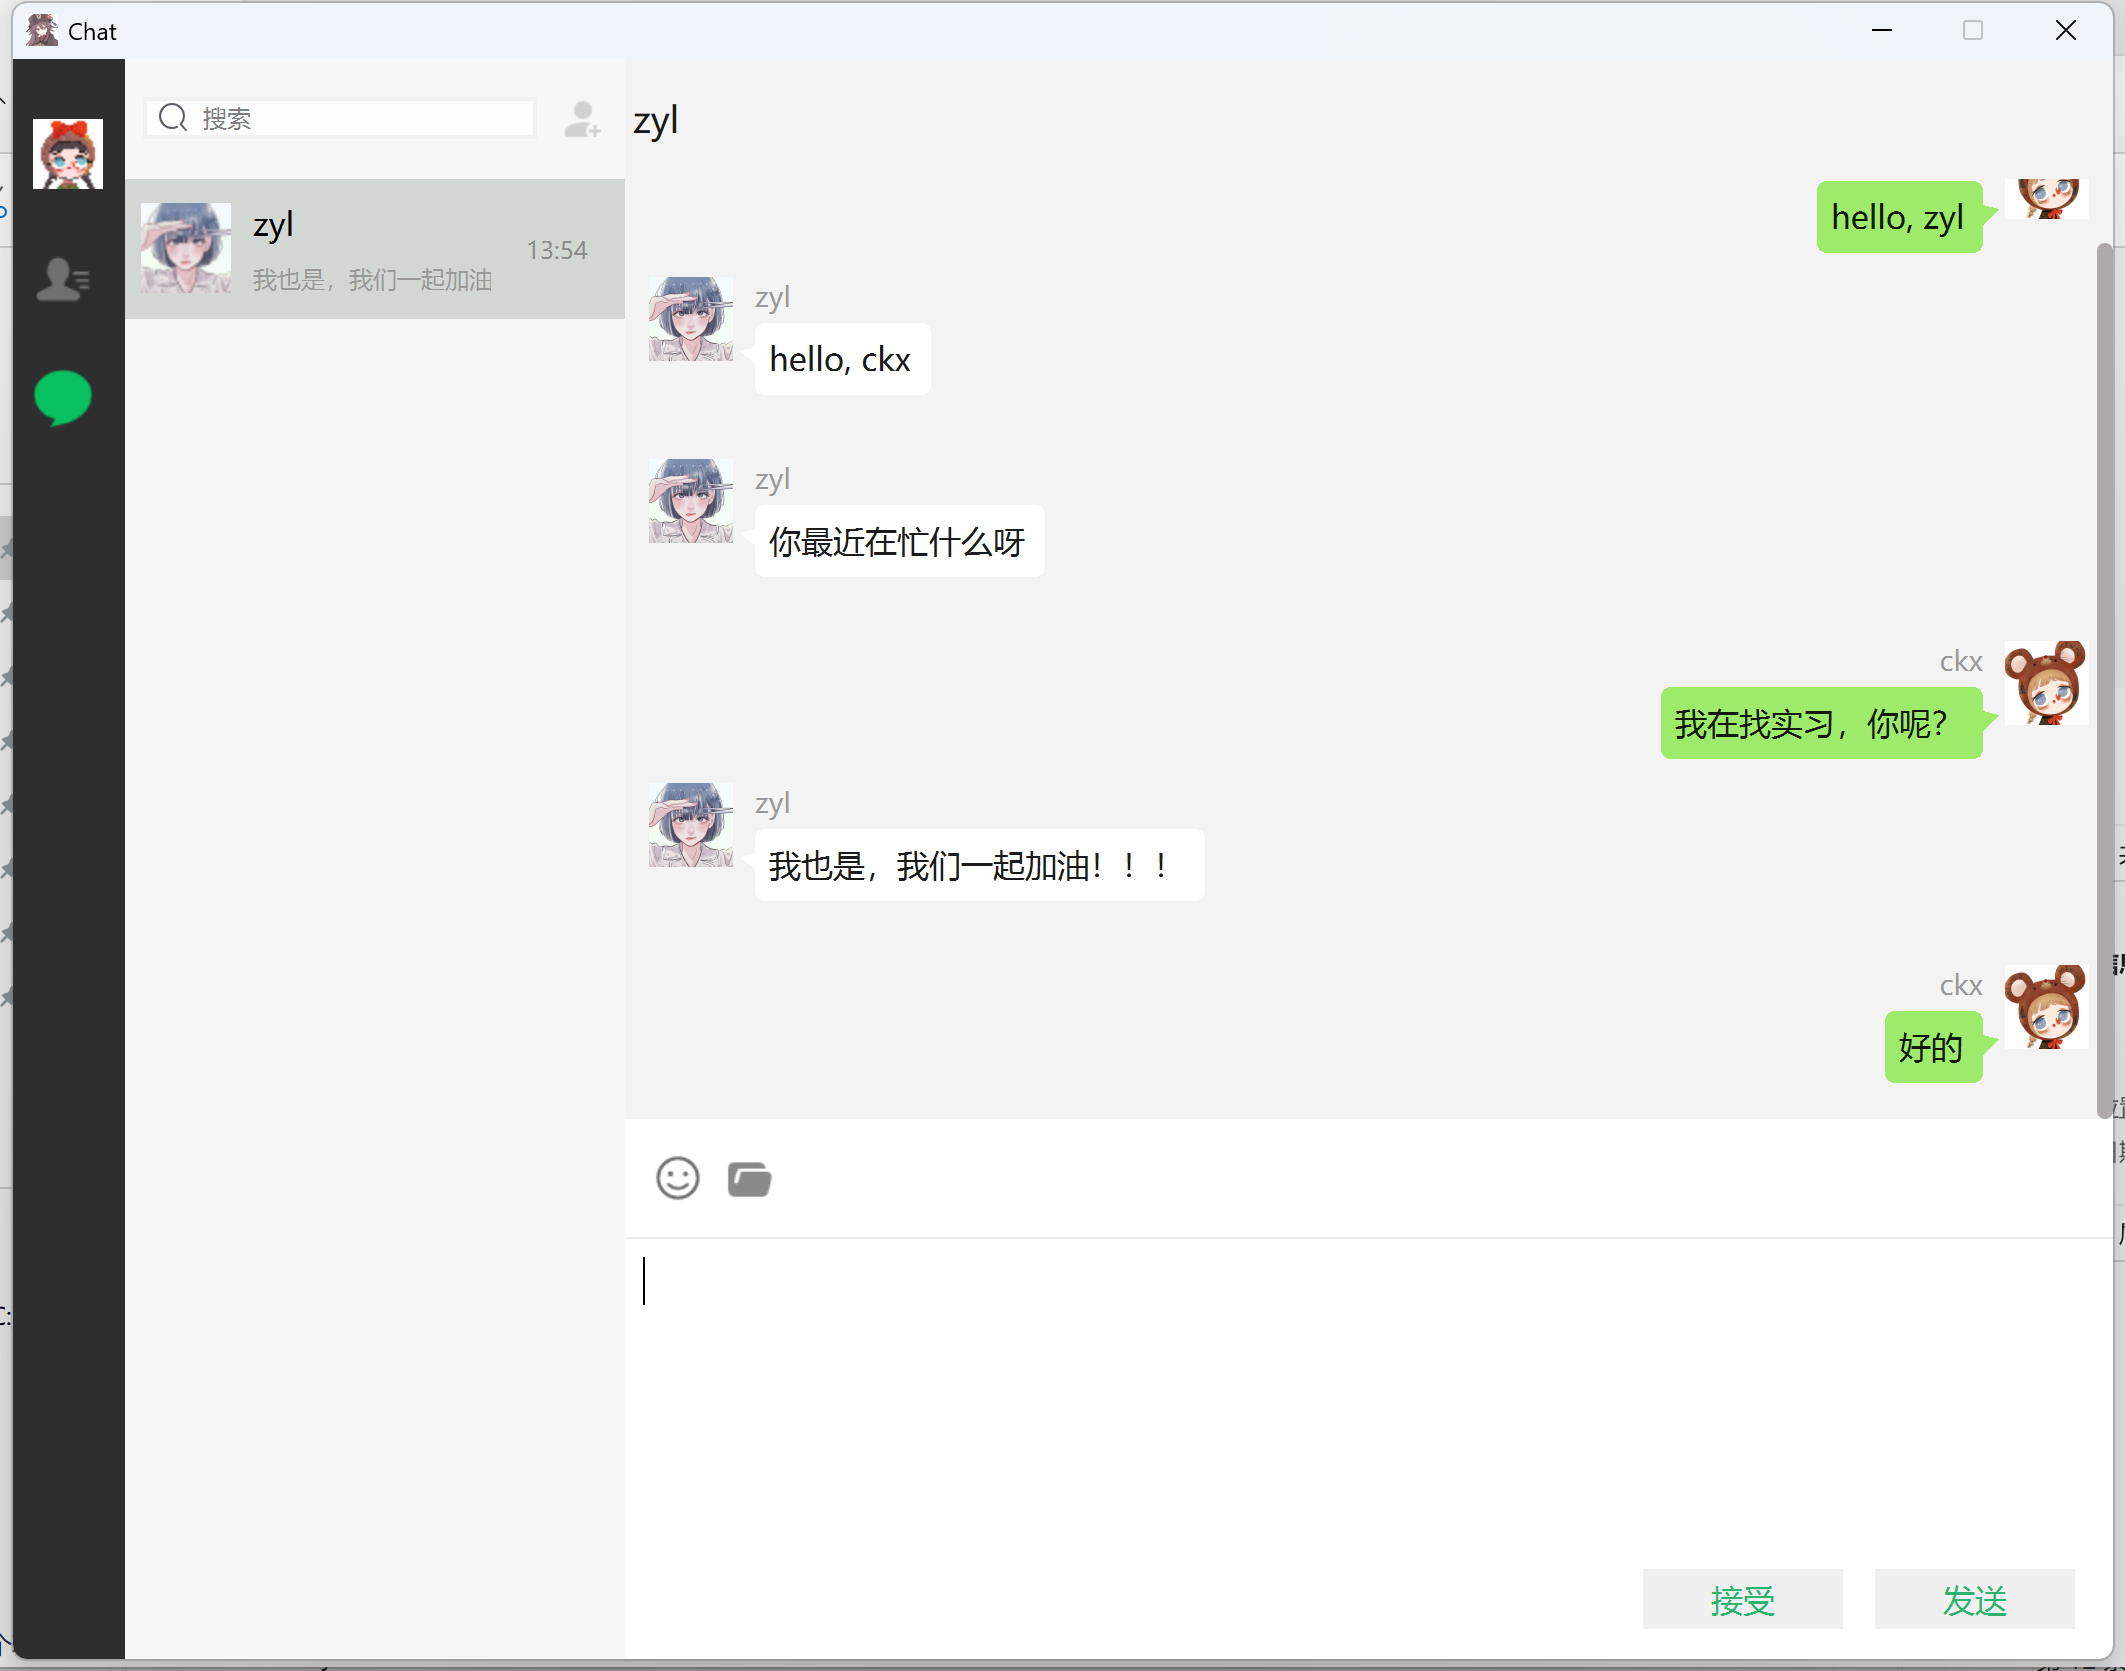 Chat
搜索
zyl
13:54
我也是，我们一起加油
zyl
hello, zyl
zyl
hello, ckx
zyl
你最近在忙什么呀
ckx
我在找实习，你呢？
zyl
我也是，我们一起加油！！！
ckx
好的
接受
发送